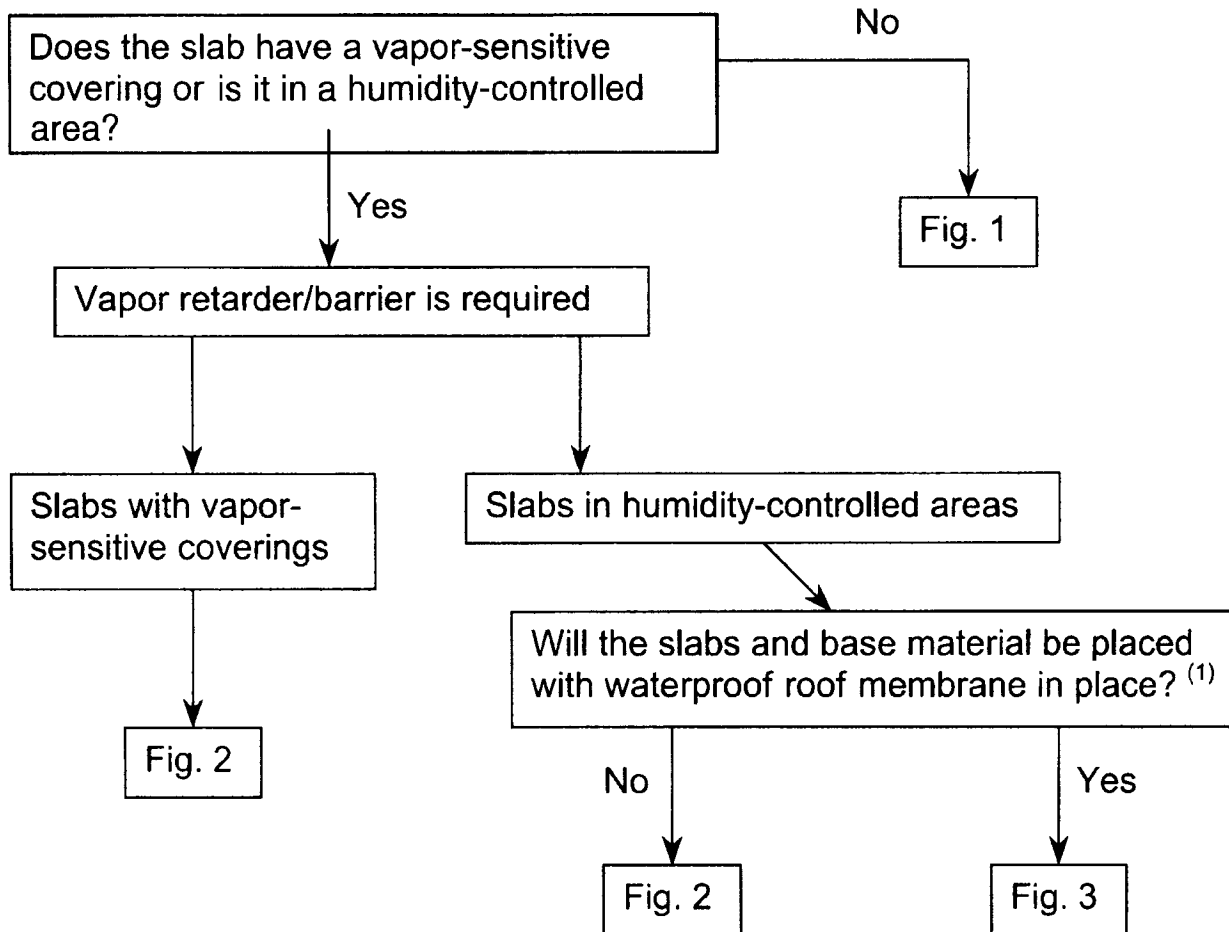 No
Does the slab have a vapor-sensitive
covering or is it in a humidity-controlled
area?
Yes
Fig. 1
Vapor retarder/barrier is required
Slabs with vapor-
sensitive coverings
Slabs in humidity-controlled areas
Will the slabs and base material be placed
with waterproof roof membrane in place? (1)
Fig. 2
No
Yes
Fig. 2
Fig. 3